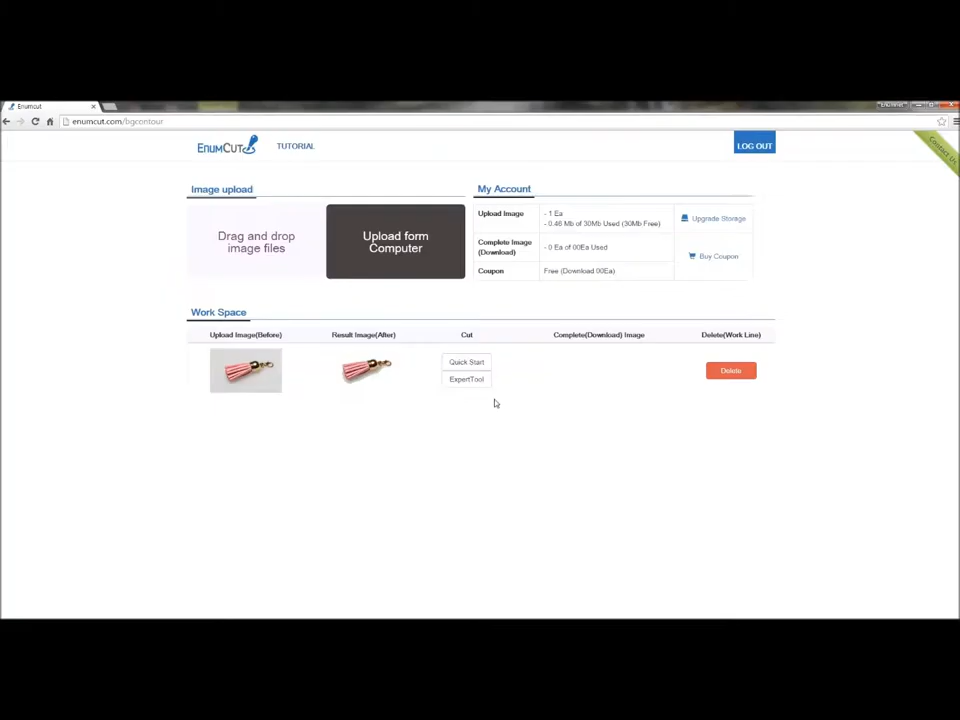 Enumcut
enumcut.com/bgcontour
ENUMCUT
TUTORIAL
LOG OUT
Contact Us
Image upload
Drag and drop
image files
Upload form
Computer
My Account
Upload Image
- 1 Ea
- 0.46 Mb of 30Mb Used (30Mb Free)
Upgrade Storage
Complete Image
(Download)
- 0 Ea of 00Ea Used
Buy Coupon
Coupon
Free (Download 00Ea)
Work Space
Upload Image(Before)
Result Image(After)
Cut
Complete(Download) Image
Delete(Work Line)
Quick Start
ExpertTool
Delete